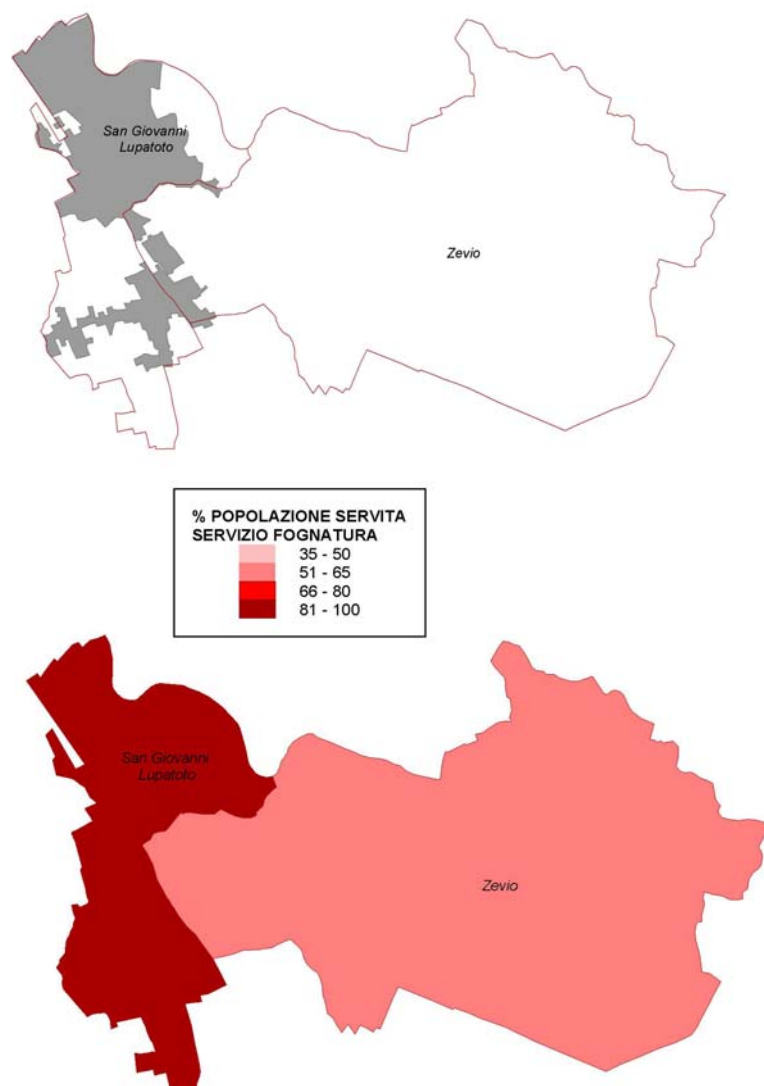 San Giovanni
Lupatoto
Zevio
% POPOLAZIONE SERVITA
SERVIZIO FOGNATURA
35 - 50
51 - 65
66 - 80
81 - 100
San Giovanni
Lupatoto
Zevio